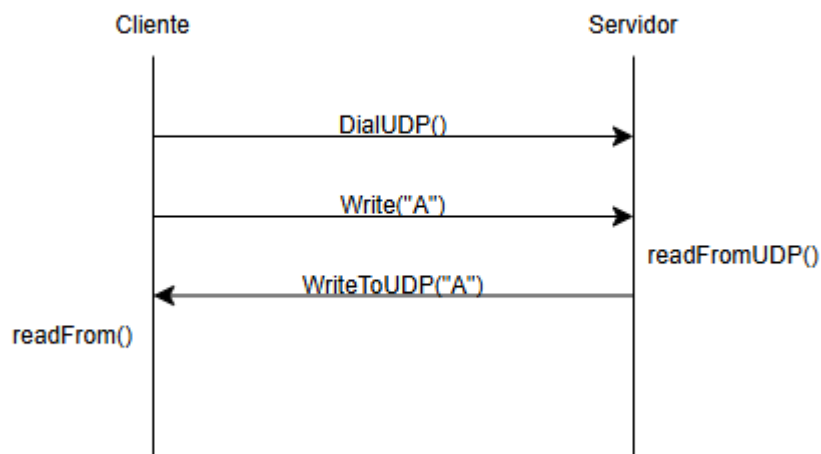 Cliente
Servidor
DialUDP()
Write("A")
readFromUDP()
WriteToUDP("A")
readFrom()